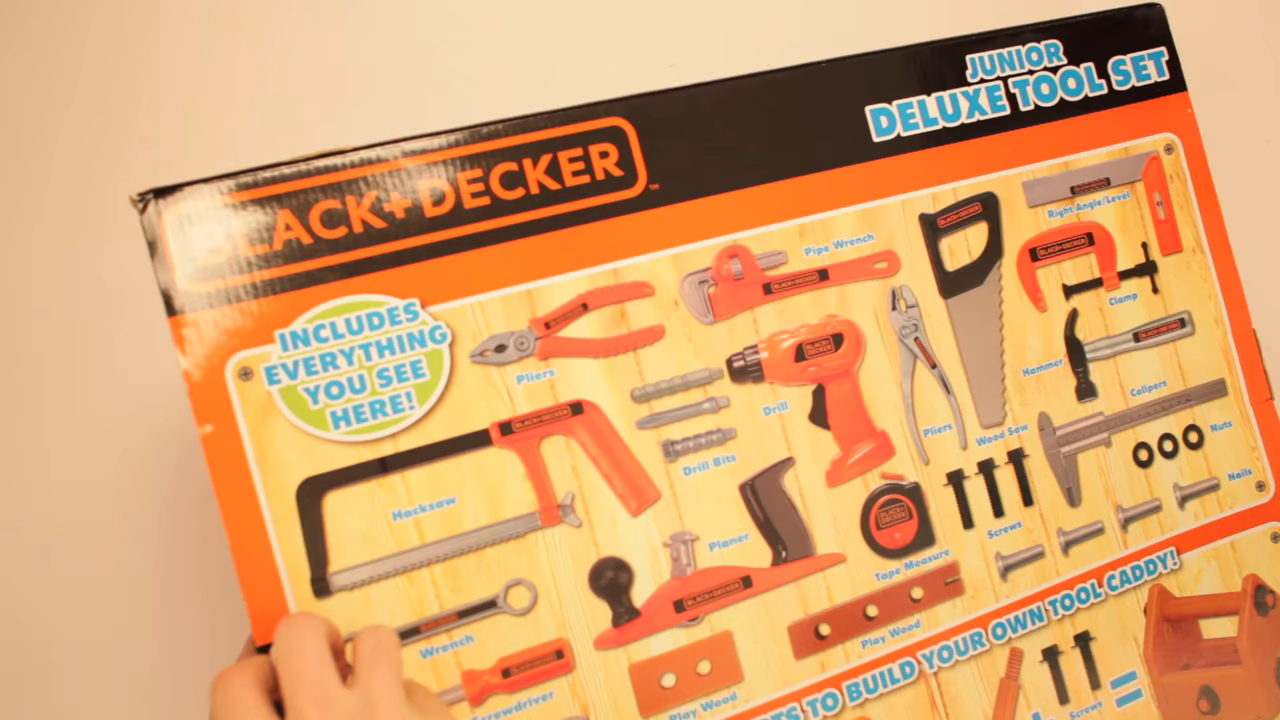 JUNIOR
DELUXE TOOL SET
BLACK+DECKER™
INCLUDES
EVERYTHING
YOU SEE
HERE!
Right Angle/Level
Pipe Wrench
Clamp
Pliers
Hammer
Calipers
Drill
Nuts
Pliers
Wood Saw
Drill Bits
Nails
Hacksaw
Screws
Planer
Tape Measure
Wrench
Play Wood
Screwdriver
Play Wood
TO BUILD YOUR OWN TOOL CADDY!
Screws